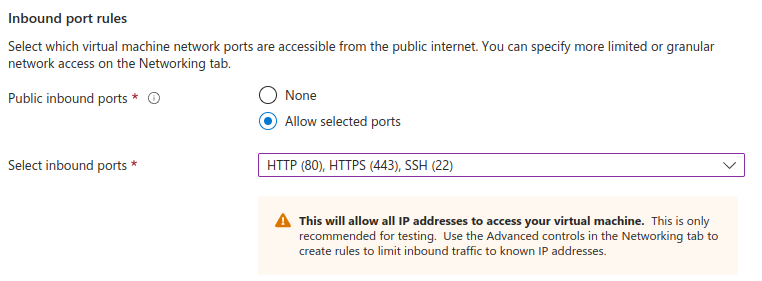 Inbound port rules
Select which virtual machine network ports are accessible from the public internet. You can specify more limited or granular
network access on the Networking tab.
Public inbound ports *
None
Allow selected ports
Select inbound ports *
HTTP (80), HTTPS (443), SSH (22)
This will allow all IP addresses to access your virtual machine. This is only
recommended for testing. Use the Advanced controls in the Networking tab to
create rules to limit inbound traffic to known IP addresses.